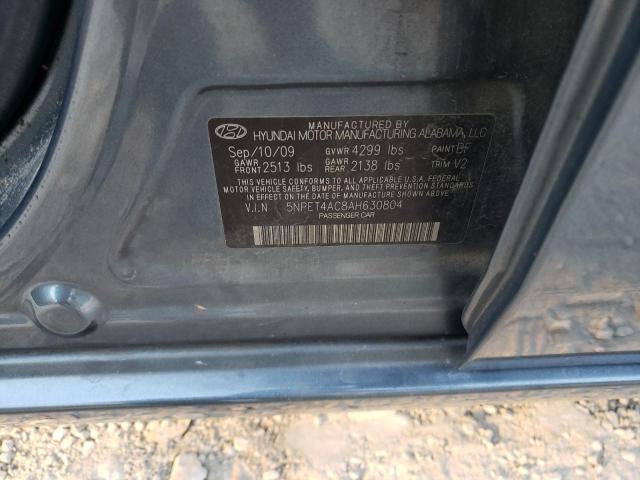 MANUFACTURED BY
HYUNDAI MOTOR MANUFACTURING ALABAMA, LLC
Sep/10/09 GVWR 4299 lbs PAINT BF
GAWR FRONT 2513 lbs GAWR REAR 2138 lbs TRIM V2
THIS VEHICLE CONFORMS TO ALL APPLICABLE U.S.A. FEDERAL
MOTOR VEHICLE SAFETY, BUMPER, AND THEFT PREVENTION
STANDARDS IN EFFECT ON THE DATE OF MANUFACTURE SHOWN ABOVE
V.I.N 5NPET4AC8AH630804
PASSENGER CAR